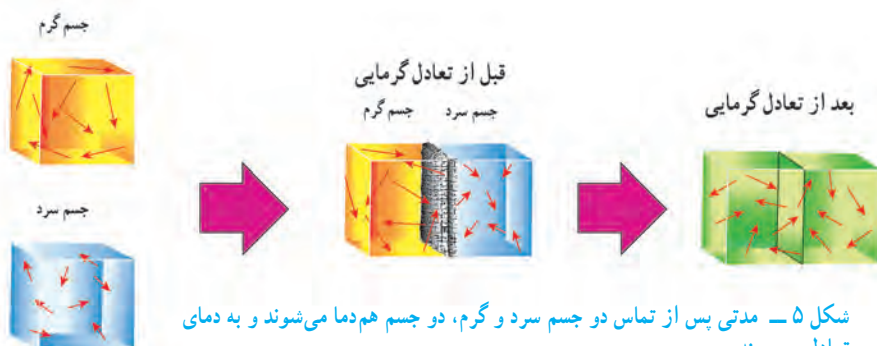 جسم گرم
قبل از تعادل گرمایی
جسم گرم جسم سرد
بعد از تعادل گرمایی
جسم سرد
شکل ۵ ــ مدتی پس از تماس دو جسم سرد و گرم، دو جسم هم‌دما می‌شوند و به دمای